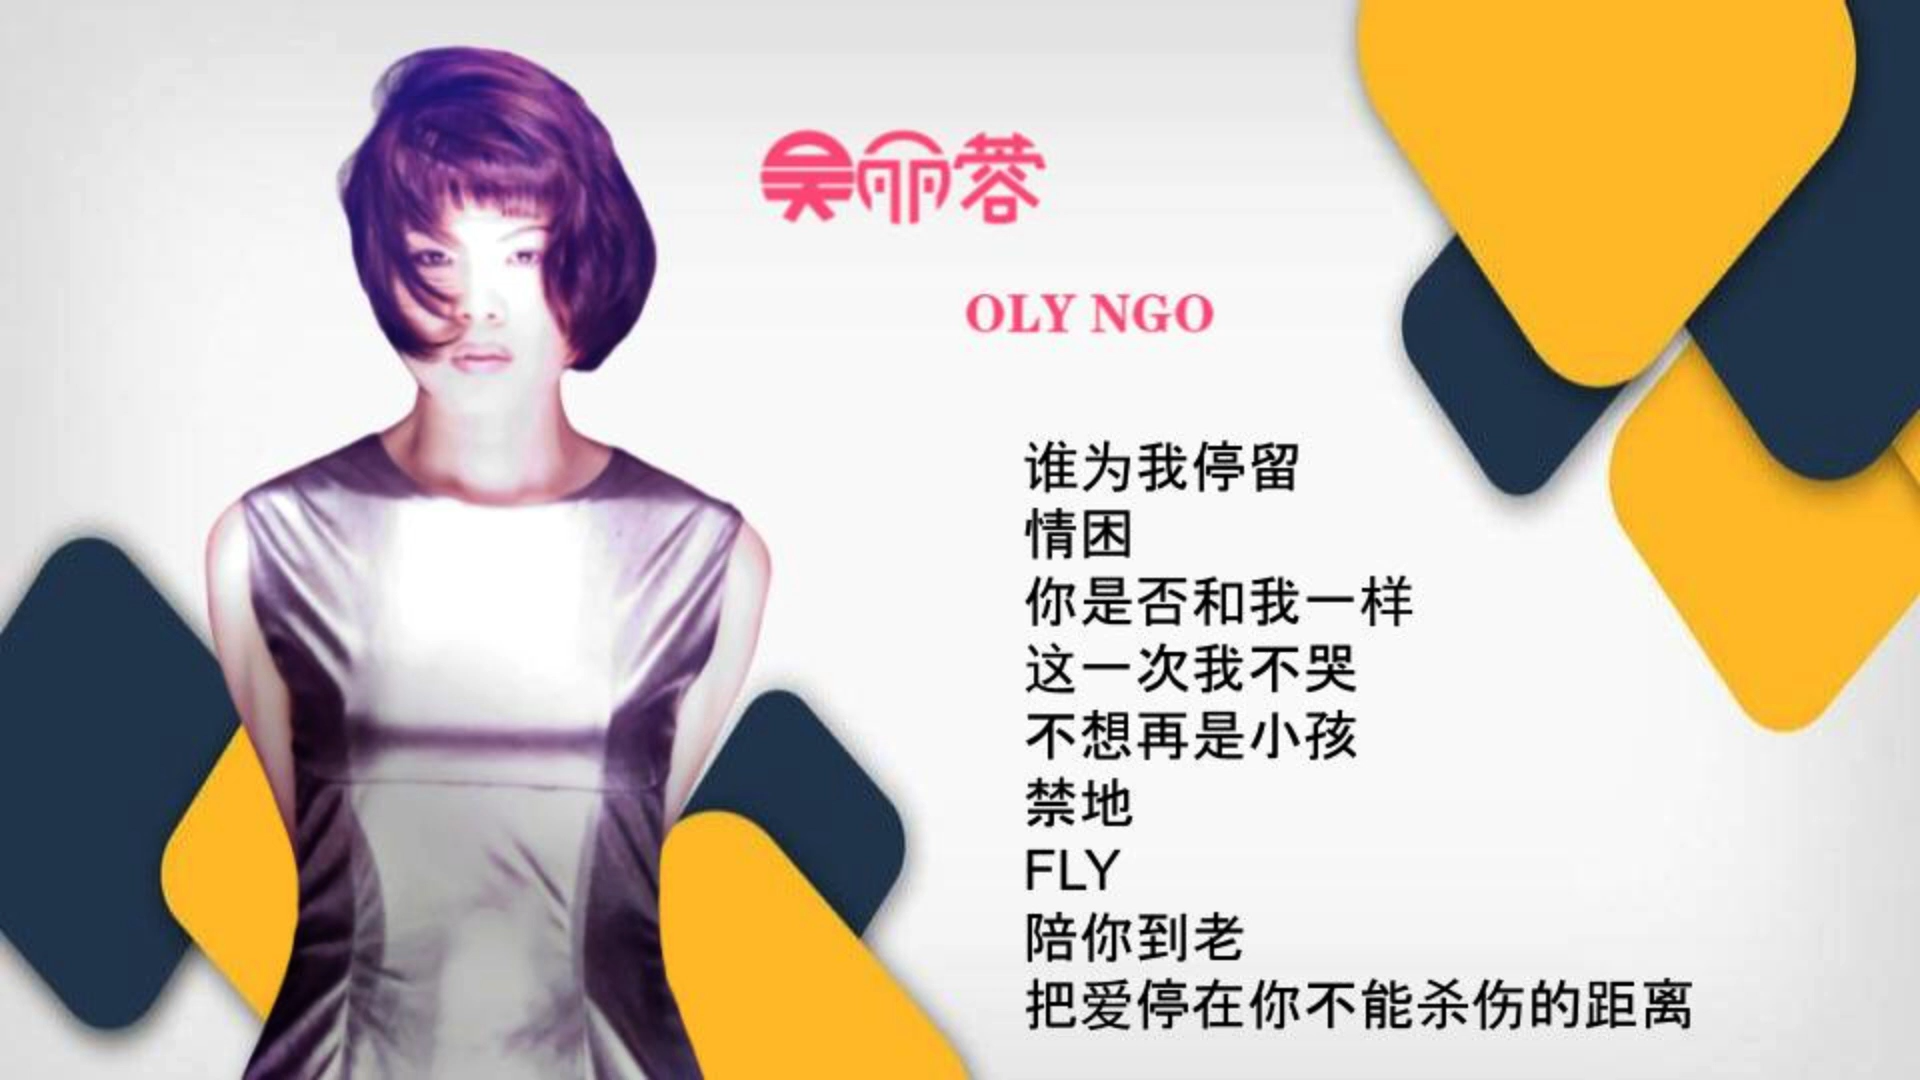 吴丽蓉
OLY NGO
谁为我停留
情困
你是否和我一样
这一次我不哭
不想再是小孩
禁地
FLY
陪你到老
把爱停在你不能杀伤的距离